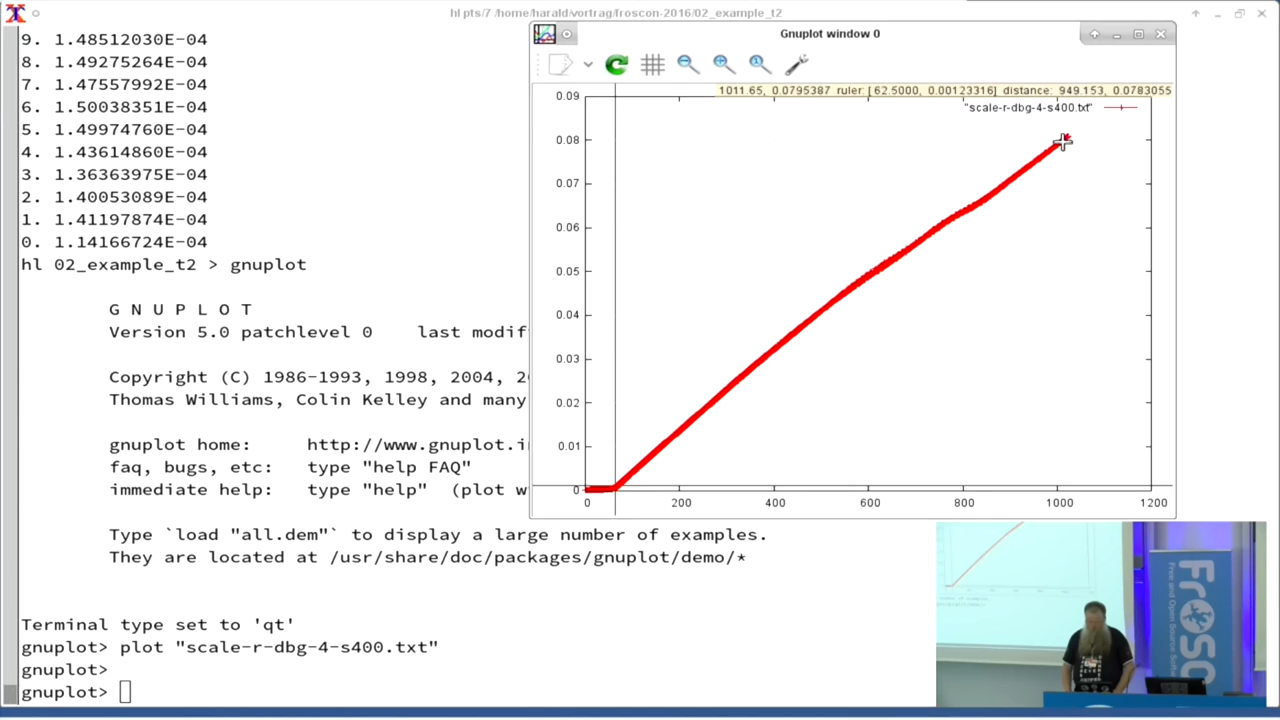 hl pts/7 /home/harald/vortrag/froscon-2016/02_example_t2
9. 1.48512030E-04
8. 1.49275264E-04
7. 1.47557992E-04
6. 1.50038351E-04
5. 1.49974760E-04
4. 1.43614860E-04
3. 1.36363975E-04
2. 1.40053089E-04
1. 1.41197874E-04
0. 1.14166724E-04
hl 02_example_t2 > gnuplot
G N U P L O T
Version 5.0 patchlevel 0 last modif
Copyright (C) 1986-1993, 1998, 2004, 2
Thomas Williams, Colin Kelley and many
gnuplot home: http://www.gnuplot.i
faq, bugs, etc: type "help FAQ"
immediate help: type "help" (plot w
Type `load "all.dem"` to display a large number of examples.
They are located at /usr/share/doc/packages/gnuplot/demo/*
Terminal type set to 'qt'
gnuplot> plot "scale-r-dbg-4-s400.txt"
gnuplot>
gnuplot>
Gnuplot window 0
1011.65, 0.0795387 ruler: [62.5000, 0.00123316] distance: 949.153, 0.0783055
"scale-r-dbg-4-s400.txt"
0.09
0.08
0.07
0.06
0.05
0.04
0.03
0.02
0.01
0
0 200 400 600 800 1000 1200
FrOSC
Free and Open Source Softw